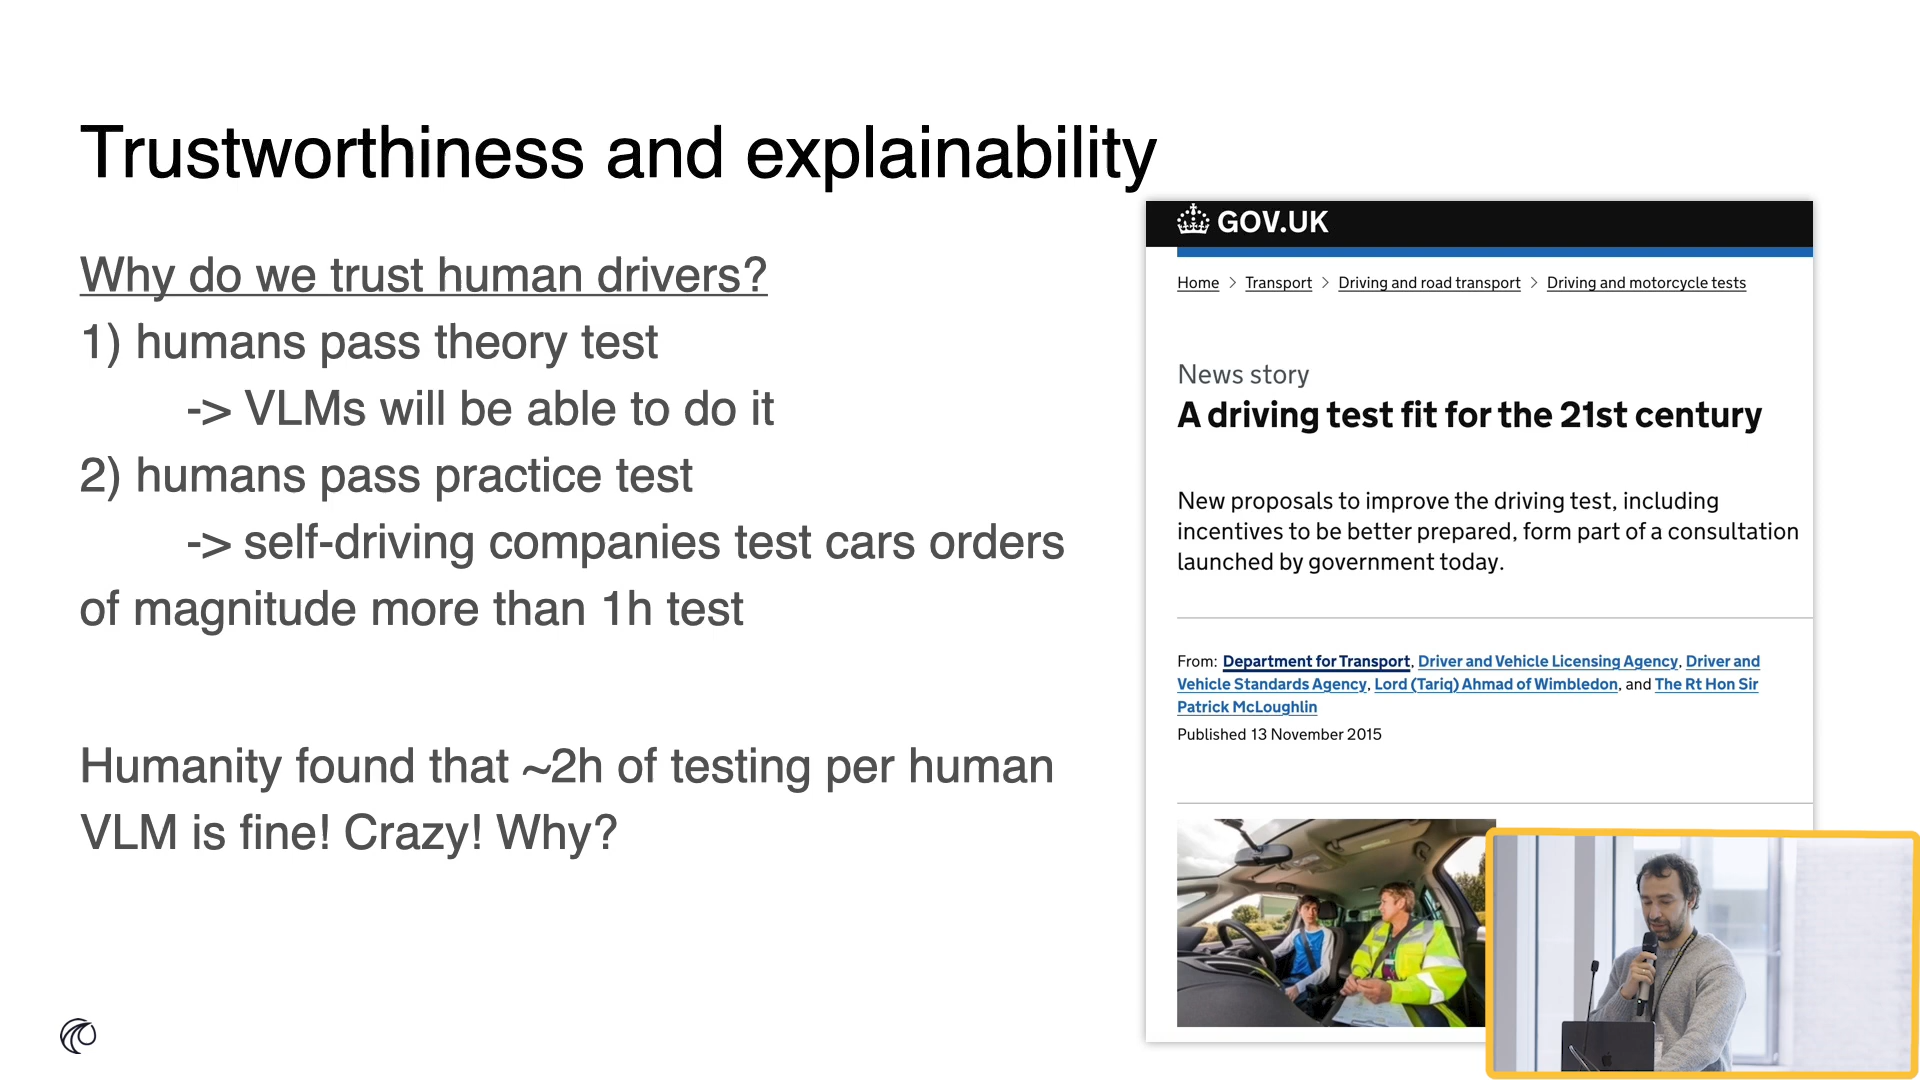 Trustworthiness and explainability
Why do we trust human drivers?
1) humans pass theory test
-> VLMs will be able to do it
2) humans pass practice test
-> self-driving companies test cars orders
of magnitude more than 1h test
Humanity found that ~2h of testing per human
VLM is fine! Crazy! Why?
GOV.UK
Home > Transport > Driving and road transport > Driving and motorcycle tests
News story
A driving test fit for the 21st century
New proposals to improve the driving test, including
incentives to be better prepared, form part of a consultation
launched by government today.
From: Department for Transport, Driver and Vehicle Licensing Agency, Driver and
Vehicle Standards Agency, Lord (Tariq) Ahmad of Wimbledon, and The Rt Hon Sir
Patrick McLoughlin
Published 13 November 2015